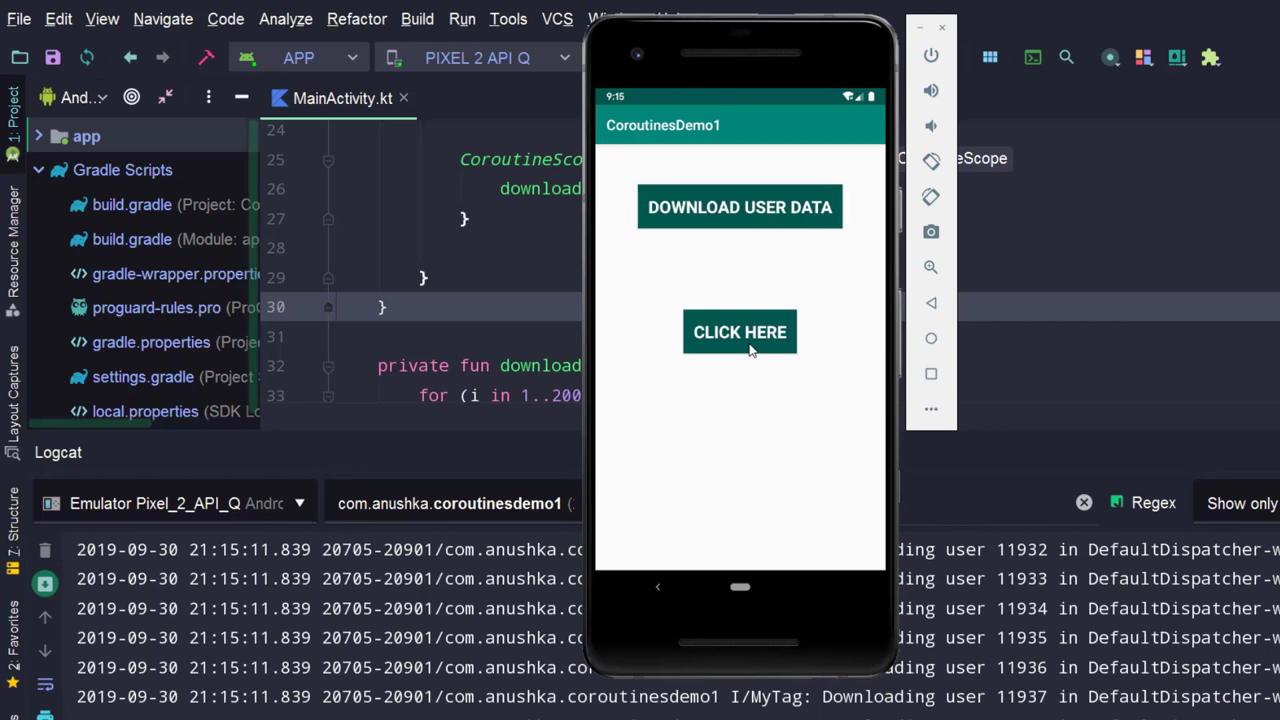 File Edit View Navigate Code Analyze Refactor Build Run Tools VCS
APP PIXEL 2 API Q
1: Project
And... MainActivity.kt
app
Gradle Scripts
build.gradle (Project: Co
build.gradle (Module: ap
gradle-wrapper.properti
proguard-rules.pro (Pro
gradle.properties
settings.gradle
local.properties (SDK Lo
Resource Manager
Layout Captures
24
25 CoroutineSco
26 download
27 }
28
29 }
30 }
31
32 private fun download
33 for (i in 1..200
eScope
9:15
CoroutinesDemo1
DOWNLOAD USER DATA
CLICK HERE
Logcat
Emulator Pixel_2_API_Q Andro com.anushka.coroutinesdemo1 Regex Show only
Z: Structure
2: Favorites
2019-09-30 21:15:11.839 20705-20901/com.anushka.co ding user 11932 in DefaultDispatcher-w
2019-09-30 21:15:11.839 20705-20901/com.anushka.co ding user 11933 in DefaultDispatcher-w
2019-09-30 21:15:11.839 20705-20901/com.anushka.co ding user 11934 in DefaultDispatcher-w
2019-09-30 21:15:11.839 20705-20901/com.anushka.co ding user 11935 in DefaultDispatcher-w
2019-09-30 21:15:11.839 20705-20901/com.anushka.co ding user 11936 in DefaultDispatcher-w
2019-09-30 21:15:11.839 20705-20901/com.anushka.coroutinesdemo1 I/MyTag: Downloading user 11937 in DefaultDispatcher-w